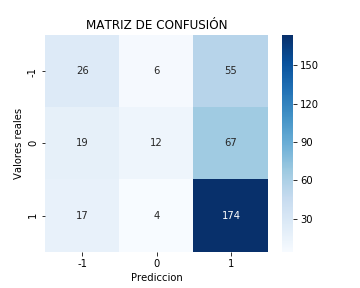 MATRIZ DE CONFUSIÓN
Valores reales
-1 26 6 55
0 19 12 67
1 17 4 174
-1 0 1
Prediccion
150
120
90
60
30